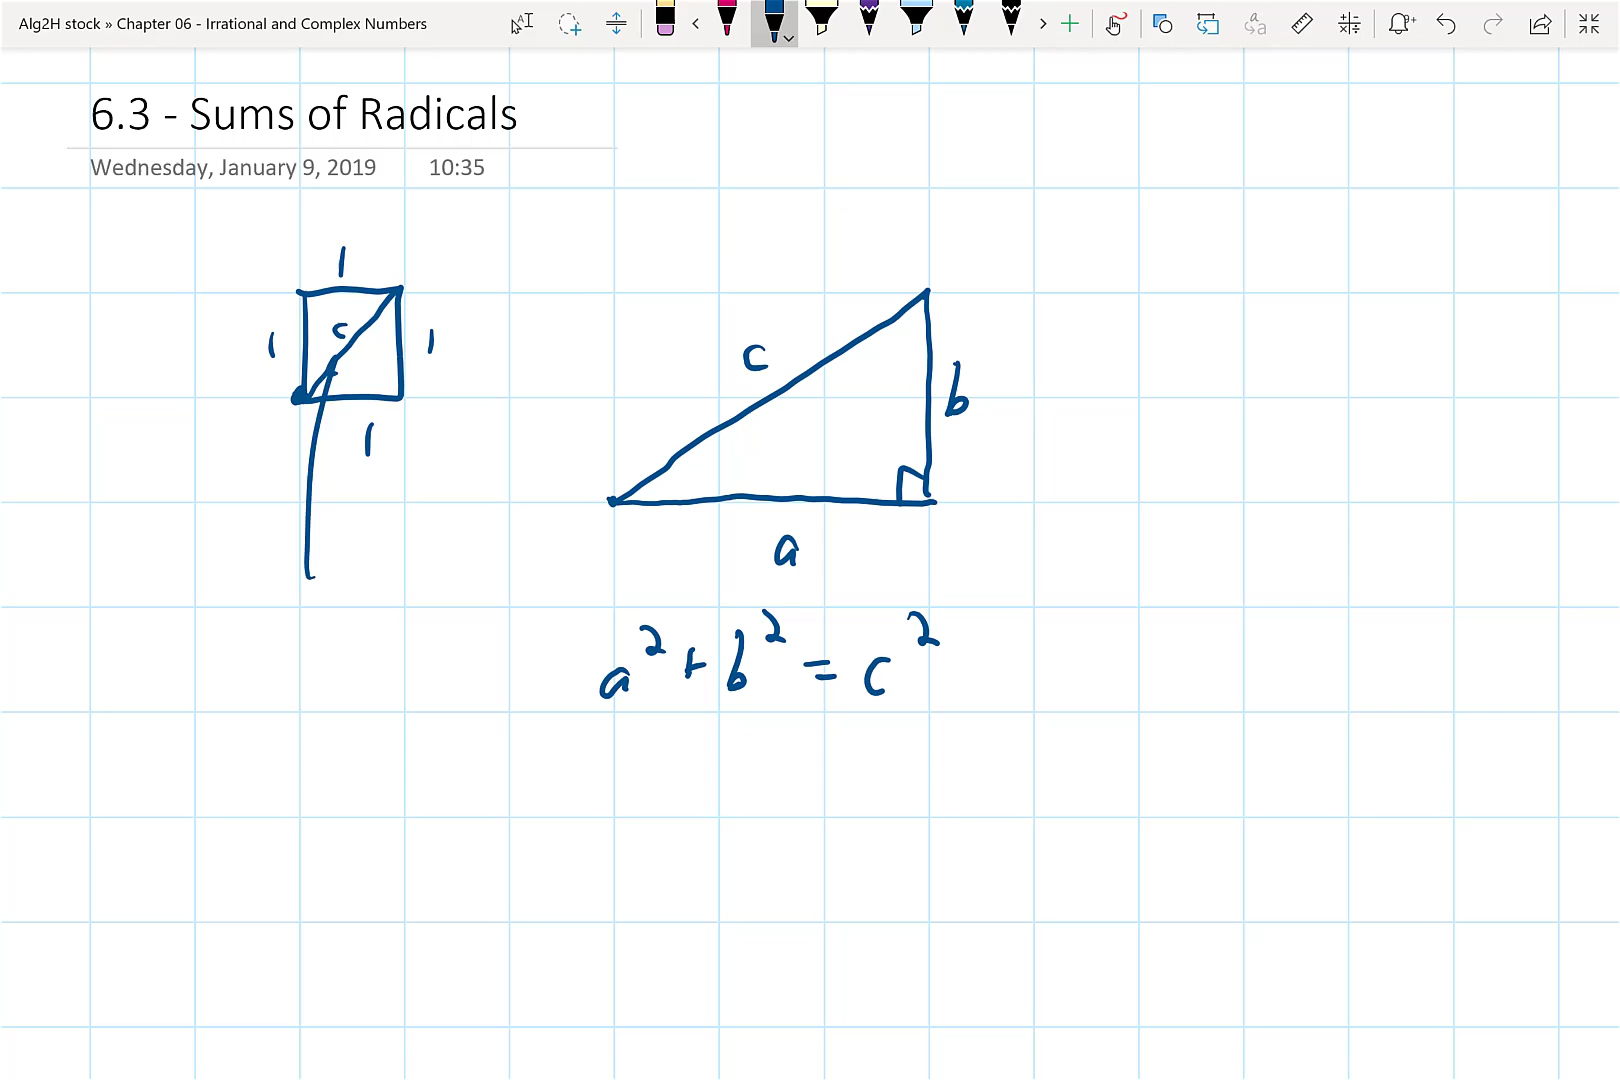 Alg2H stock » Chapter 06 - Irrational and Complex Numbers
6.3 - Sums of Radicals
Wednesday, January 9, 2019 10:35
1
1 c 1
1
c
b
a
a² + b² = c²